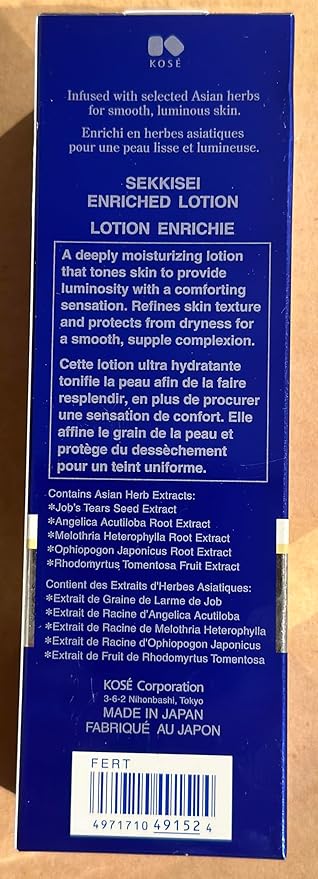 KOSÉ
Infused with selected Asian herbs
for smooth, luminous skin.
Enrichi en herbes asiatiques
pour une peau lisse et lumineuse.
SEKKISEI
ENRICHED LOTION
LOTION ENRICHIE
A deeply moisturizing lotion
that tones skin to provide
luminosity with a comforting
sensation. Refines skin texture
and protects from dryness for
a smooth, supple complexion.
Cette lotion ultra hydratante
tonifie la peau afin de la faire
resplendir, en plus de procurer
une sensation de confort. Elle
affine le grain de la peau et
protège du dessèchement
pour un teint uniforme.
Contains Asian Herb Extracts:
*Job's Tears Seed Extract
*Angelica Acutiloba Root Extract
*Melothria Heterophylla Root Extract
*Ophiopogon Japonicus Root Extract
*Rhodomyrtus Tomentosa Fruit Extract
Contient des Extraits d'Herbes Asiatiques:
*Extrait de Graine de Larme de Job
*Extrait de Racine d'Angelica Acutiloba
*Extrait de Racine de Melothria Heterophylla
*Extrait de Racine d'Ophiopogon Japonicus
*Extrait de Fruit de Rhodomyrtus Tomentosa
KOSÉ Corporation
3-6-2 Nihonbashi, Tokyo
MADE IN JAPAN
FABRIQUÉ AU JAPON
FERT
4971710 49152 4